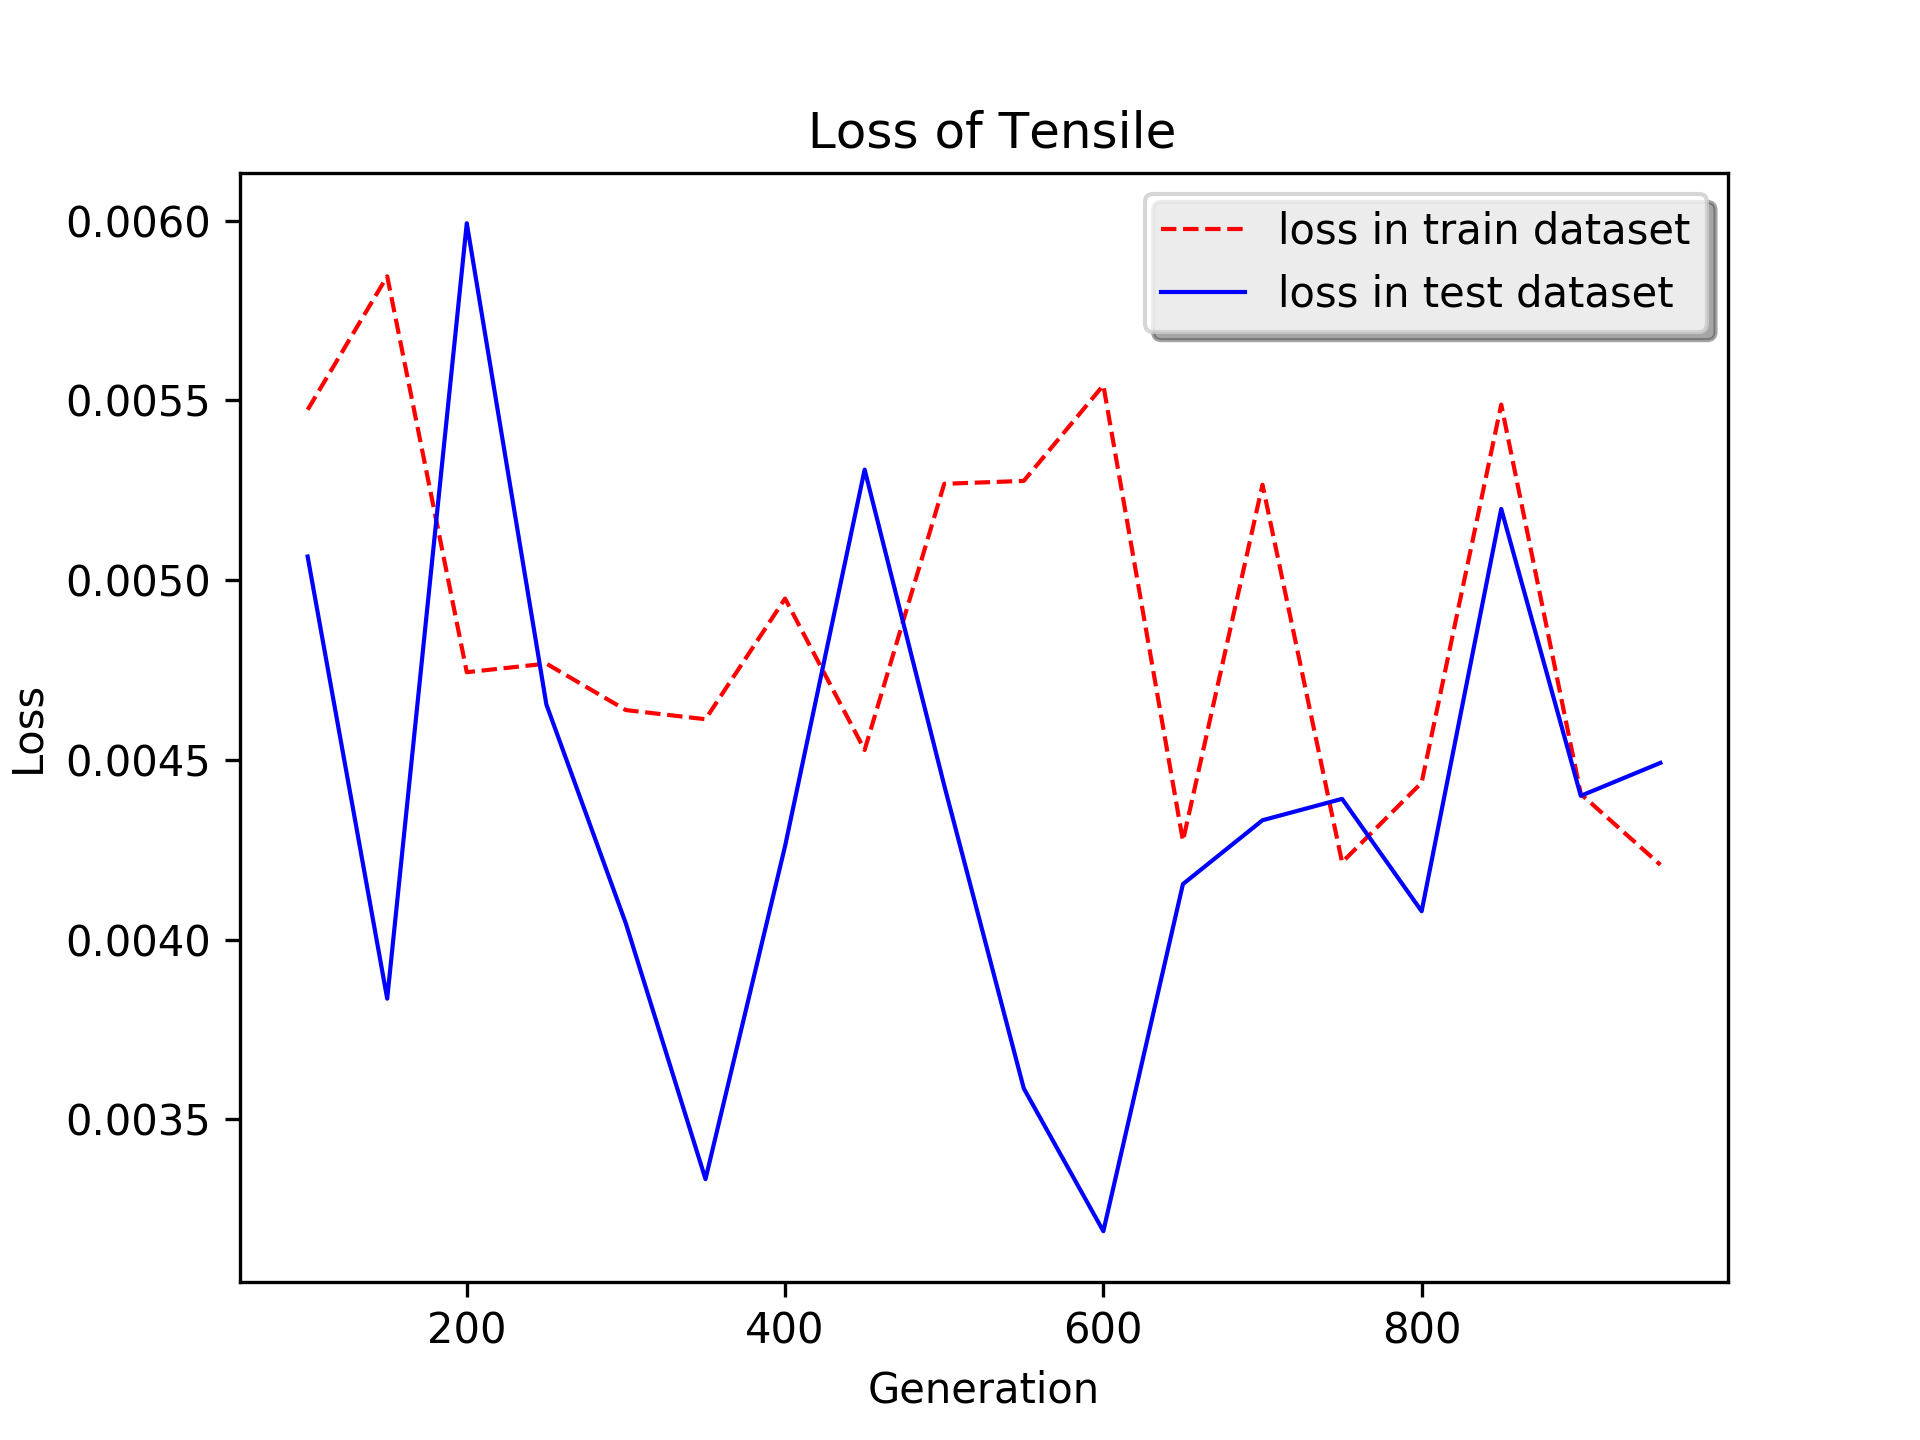 Loss of Tensile
loss in train dataset
loss in test dataset
0.0060
0.0055
0.0050
0.0045
0.0040
0.0035
Loss
200 400 600 800
Generation